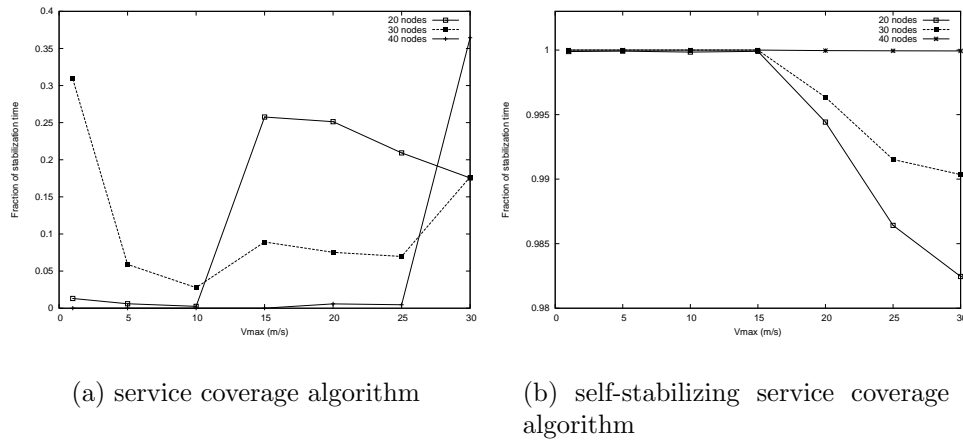 0.4
0.35
0.3
0.25
0.2
0.15
0.1
0.05
0
Fraction of stabilization time
0 5 10 15 20 25 30
Vmax (m/s)
20 nodes
30 nodes
40 nodes
(a) service coverage algorithm
1
0.995
0.99
0.985
0.98
Fraction of stabilization time
0 5 10 15 20 25 30
Vmax (m/s)
20 nodes
30 nodes
40 nodes
(b) self-stabilizing service coverage
algorithm